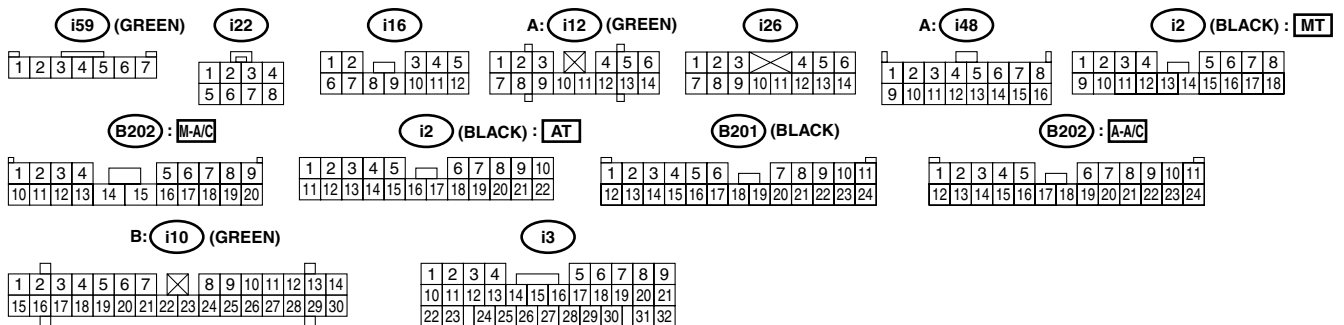 i59 (GREEN) i22 i16 A: i12 (GREEN) i26 A: i48 i2 (BLACK) : MT
1 2 3 4 5 6 7
1 2 3 4
5 6 7 8
1 2 3 4 5
6 7 8 9 10 11 12
1 2 3 4 5 6
7 8 9 10 11 12 13 14
1 2 3 4 5 6
7 8 9 10 11 12 13 14
1 2 3 4 5 6 7 8
9 10 11 12 13 14 15 16
1 2 3 4 5 6 7 8
9 10 11 12 13 14 15 16 17 18
B202 : M-A/C i2 (BLACK) : AT B201 (BLACK) B202 : A-A/C
1 2 3 4 5 6 7 8 9
10 11 12 13 14 15 16 17 18 19 20
1 2 3 4 5 6 7 8 9 10
11 12 13 14 15 16 17 18 19 20 21 22
1 2 3 4 5 6 7 8 9 10 11
12 13 14 15 16 17 18 19 20 21 22 23 24
1 2 3 4 5 6 7 8 9 10 11
12 13 14 15 16 17 18 19 20 21 22 23 24
B: i10 (GREEN) i3
1 2 3 4 5 6 7 8 9 10 11 12 13 14
15 16 17 18 19 20 21 22 23 24 25 26 27 28 29 30
1 2 3 4 5 6 7 8 9
10 11 12 13 14 15 16 17 18 19 20 21
22 23 24 25 26 27 28 29 30 31 32